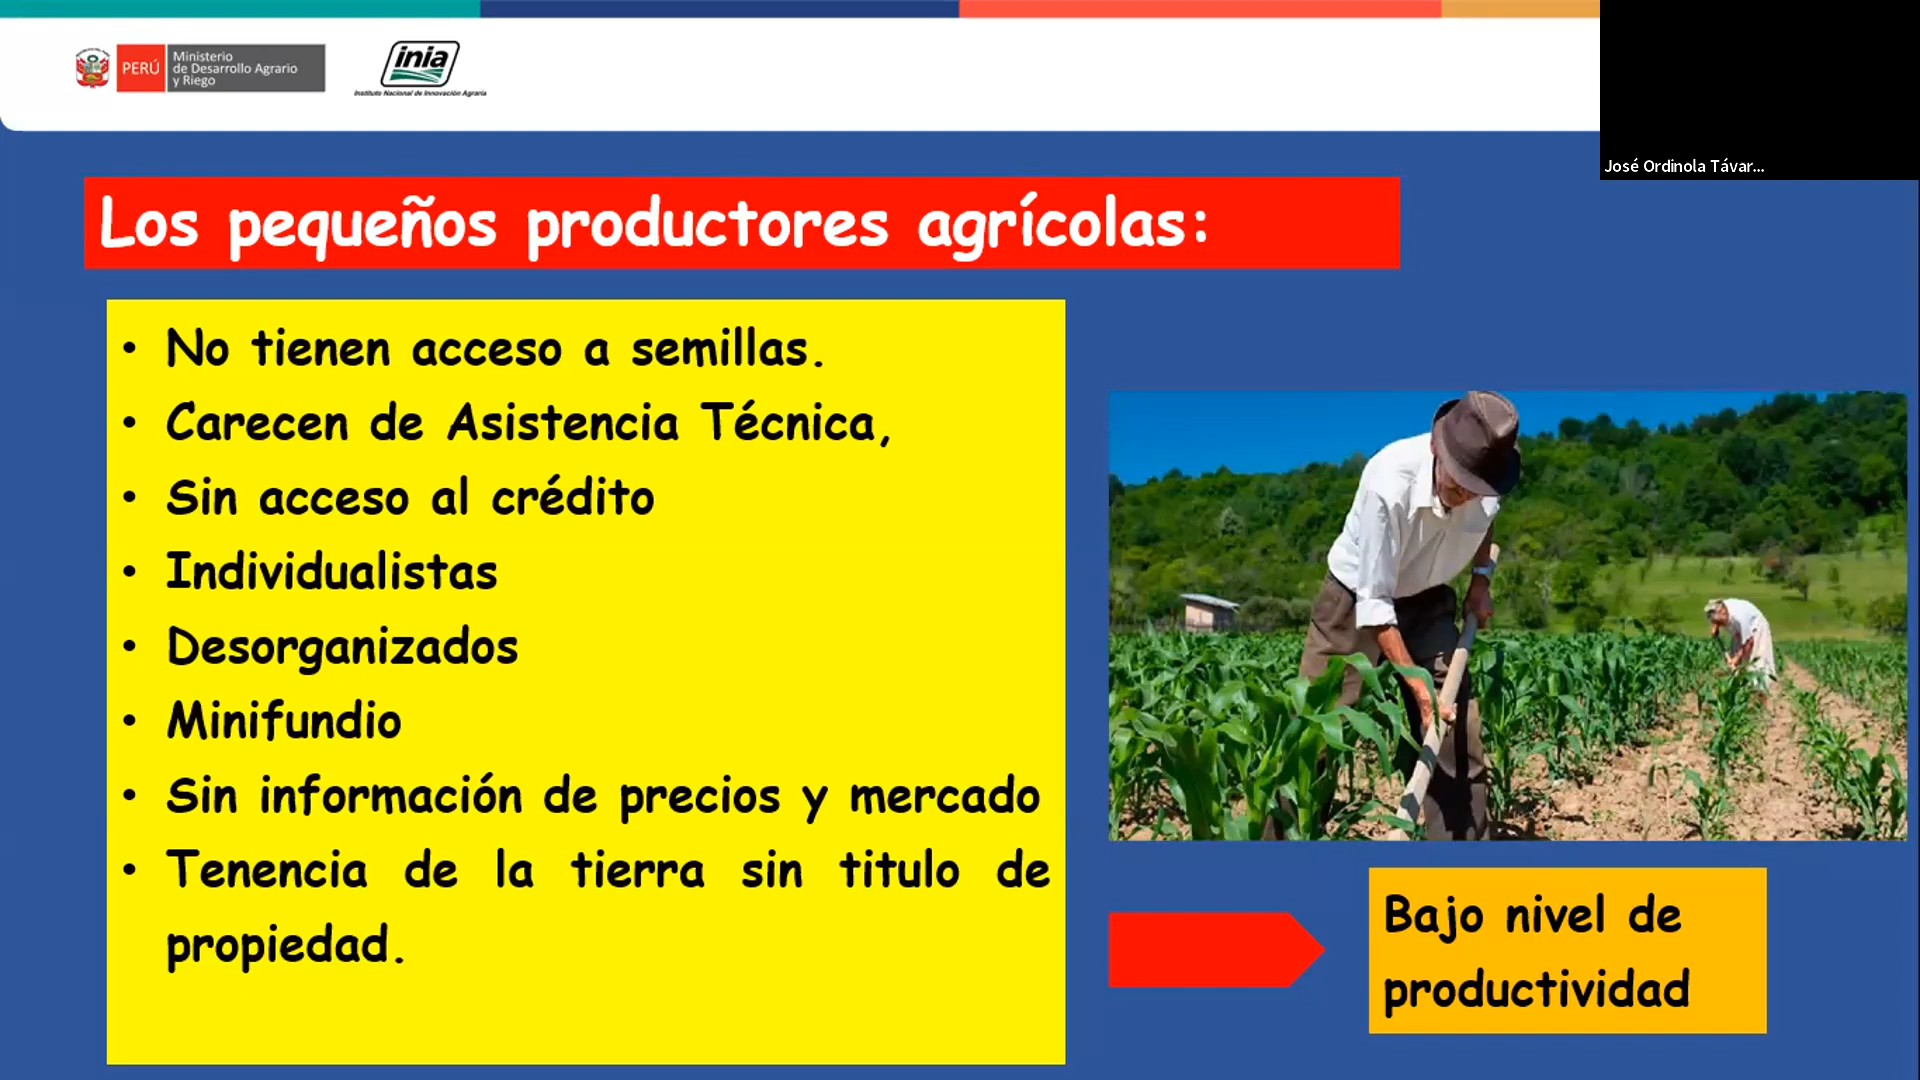 PERÚ
Ministerio
de Desarrollo Agrario
y Riego
inia
Instituto Nacional de Innovación Agraria
José Ordinola Távar...
Los pequeños productores agrícolas:
• No tienen acceso a semillas.
• Carecen de Asistencia Técnica,
• Sin acceso al crédito
• Individualistas
• Desorganizados
• Minifundio
• Sin información de precios y mercado
• Tenencia de la tierra sin titulo de
propiedad.
Bajo nivel de
productividad